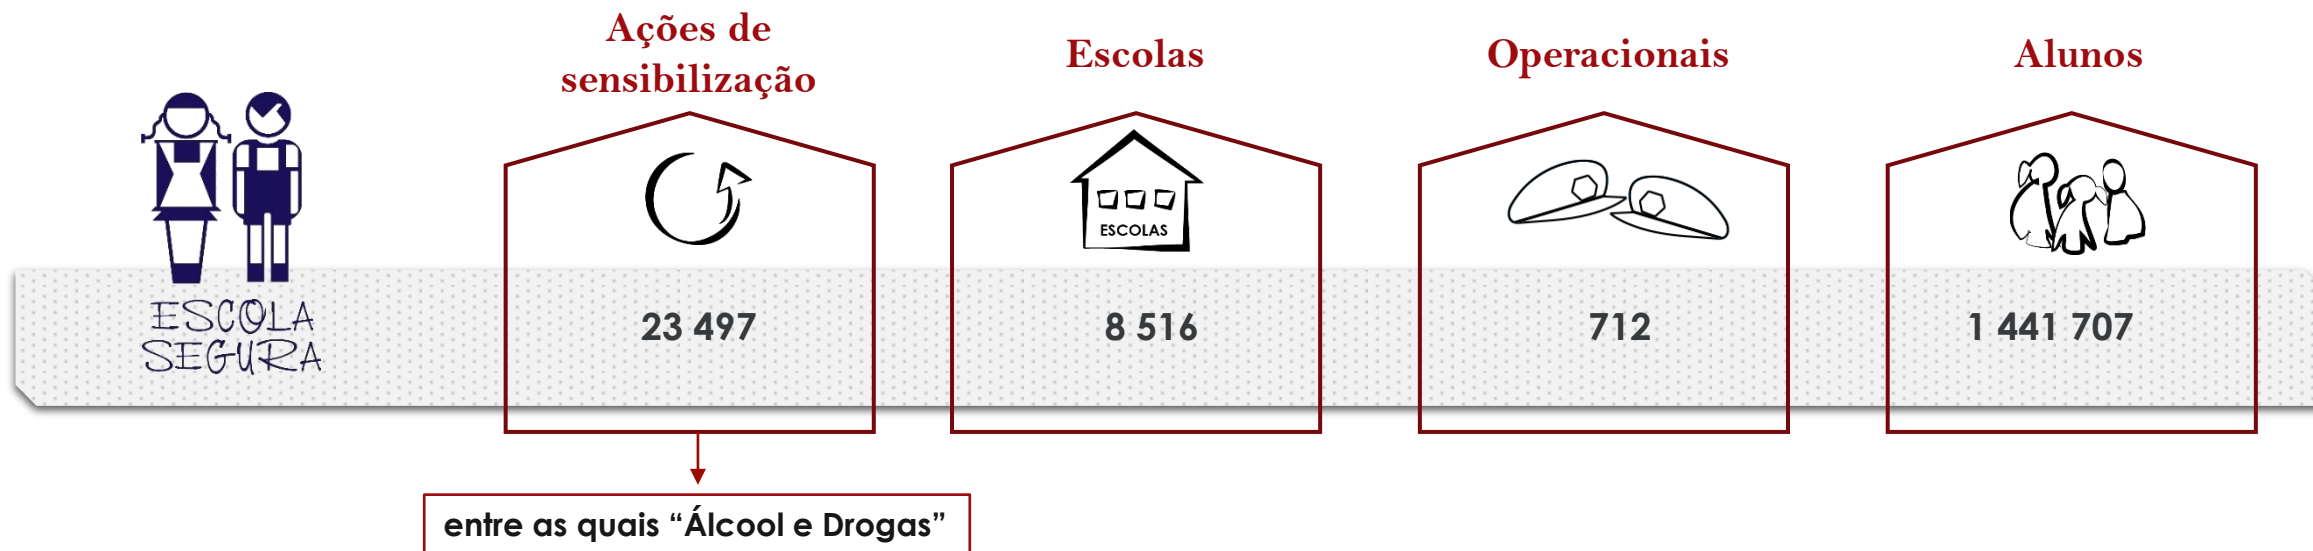 Ações de
sensibilização
Escolas
Operacionais
Alunos
ESCOLAS
ESCOLA
SEGURA
23 497
8 516
712
1 441 707
entre as quais “Álcool e Drogas”